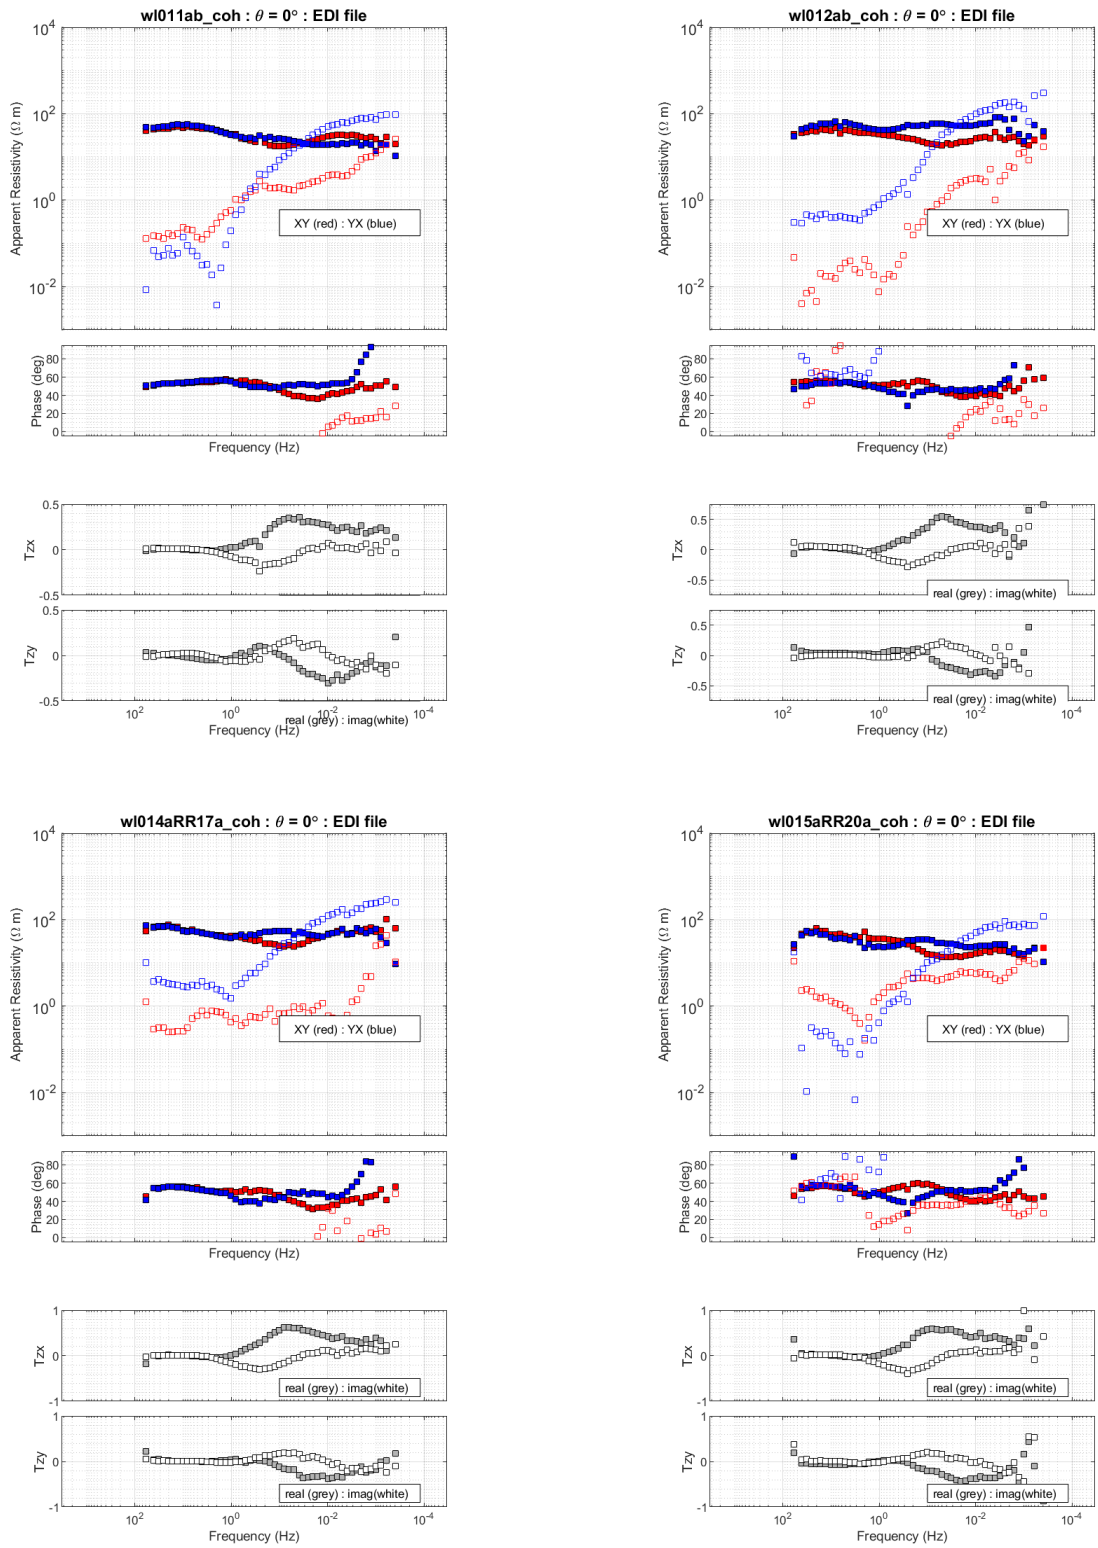 wl011ab_coh : θ = 0° : EDI file
10^4
10^2
10^0
10^-2
Apparent Resistivity (Ω m)
XY (red) : YX (blue)
80
60
40
20
0
Phase (deg)
Frequency (Hz)
0.5
0
-0.5
Tzx
0.5
0
-0.5
Tzy
10^2
10^0
10^-2
10^-4
real (grey) : imag(white)
Frequency (Hz)
wl012ab_coh : θ = 0° : EDI file
10^4
10^2
10^0
10^-2
Apparent Resistivity (Ω m)
XY (red) : YX (blue)
80
60
40
20
0
Phase (deg)
Frequency (Hz)
0.5
0
-0.5
Tzx
real (grey) : imag(white)
0.5
0
-0.5
Tzy
real (grey) : imag(white)
10^2
10^0
10^-2
10^-4
Frequency (Hz)
wl014aRR17a_coh : θ = 0° : EDI file
10^4
10^2
10^0
10^-2
Apparent Resistivity (Ω m)
XY (red) : YX (blue)
80
60
40
20
0
Phase (deg)
Frequency (Hz)
1
0
-1
Tzx
real (grey) : imag(white)
1
0
-1
Tzy
real (grey) : imag(white)
10^2
10^0
10^-2
10^-4
Frequency (Hz)
wl015aRR20a_coh : θ = 0° : EDI file
10^4
10^2
10^0
10^-2
Apparent Resistivity (Ω m)
XY (red) : YX (blue)
80
60
40
20
0
Phase (deg)
Frequency (Hz)
1
0
-1
Tzx
real (grey) : imag(white)
1
0
-1
Tzy
real (grey) : imag(white)
10^2
10^0
10^-2
10^-4
Frequency (Hz)